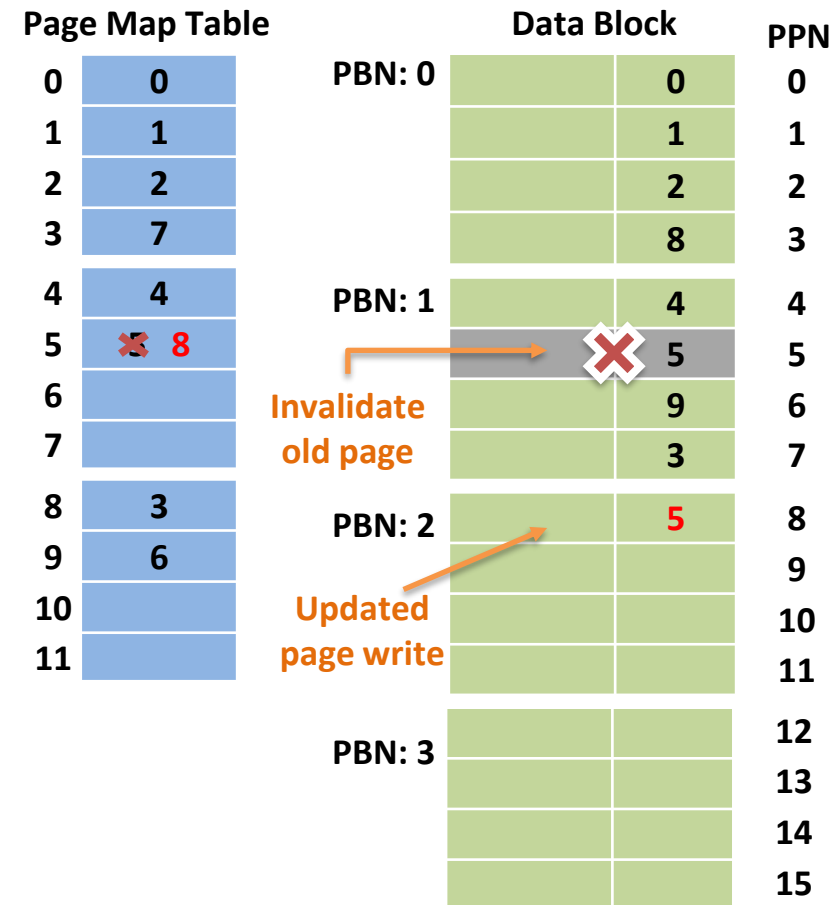 Page Map Table Data Block PPN
0 0 PBN: 0 0 0
1 1 1 1
2 2 2 2
3 7 8 3
4 4 PBN: 1 4 4
5 5 8 5 5
6 Invalidate 9 6
7 old page 3 7
8 3 PBN: 2 5 8
9 6 9
10 Updated 10
11 page write 11
PBN: 3 12
13
14
15